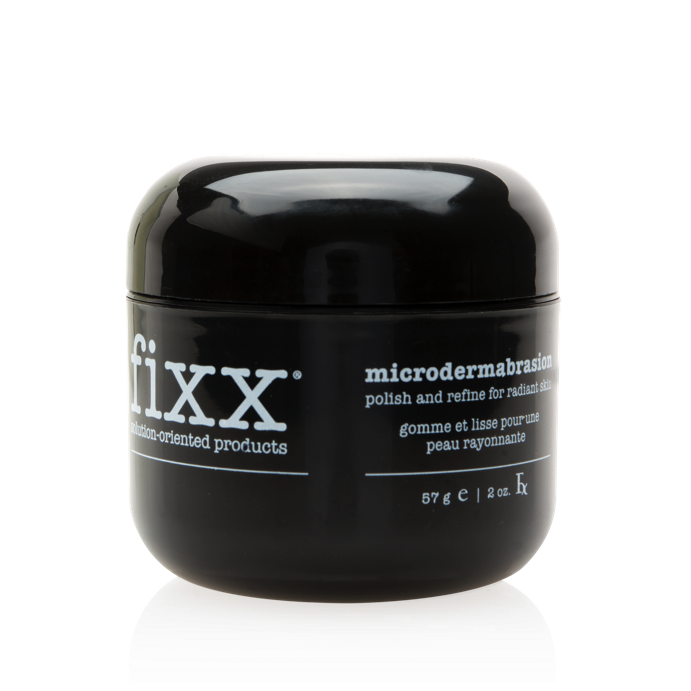 fixx®
solution-oriented products
microdermabrasion
polish and refine for radiant skin
gomme et lisse pour une
peau rayonnante
57 g e | 2 oz. Fx